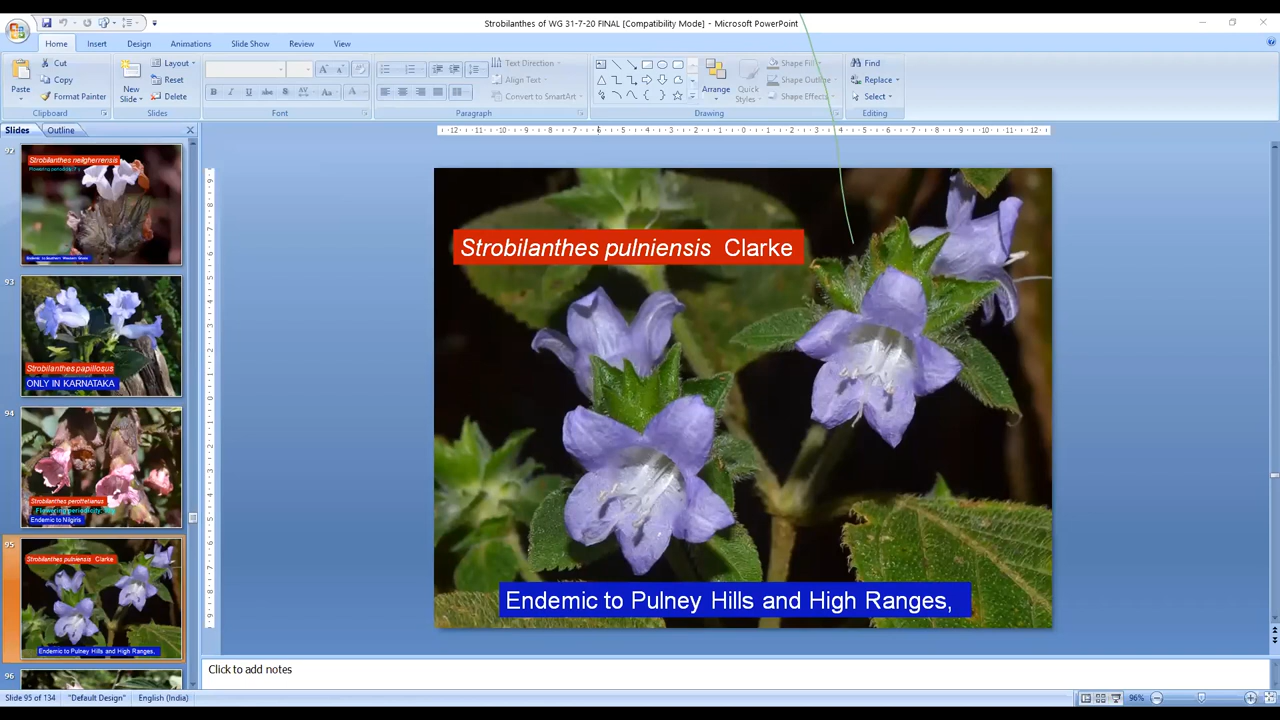 Strobilanthes of WG 31-7-20 FINAL [Compatibility Mode] - Microsoft PowerPoint
Home Insert Design Animations Slide Show Review View
Paste
Cut
Copy
Format Painter
Clipboard
New Slide
Layout
Reset
Delete
Slides
Font
Text Direction
Align Text
Convert to SmartArt
Paragraph
Arrange
Quick Styles
Shape Fill
Shape Outline
Shape Effects
Drawing
Find
Replace
Select
Editing
Slides Outline
92
Strobilanthes neilgherrensis
93
Strobilanthes papillosus
ONLY IN KARNATAKA
94
Strobilanthes perottetianus
Flowering periodicity:
Endemic to Nilgiris
95
Strobilanthes pulniensis Clarke
Endemic to Pulney Hills and High Ranges,
96
Strobilanthes pulniensis Clarke
Endemic to Pulney Hills and High Ranges,
Click to add notes
Slide 95 of 134 "Default Design" English (India) 96%